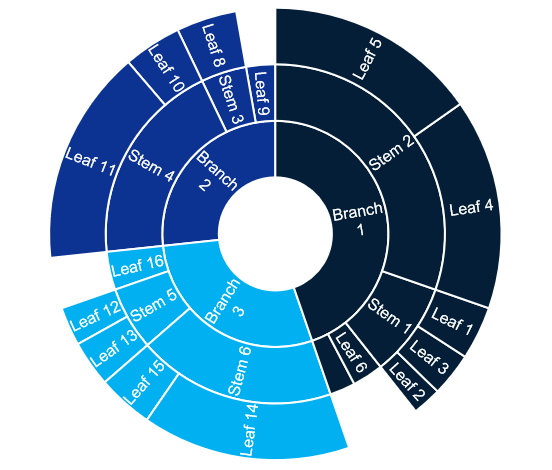 Leaf 5
Leaf 8
Leaf 10
Leaf 9
Stem 3
Stem 2
Leaf 11
Stem 4
Branch
2
Branch
1
Leaf 4
Leaf 16
Branch
3
Leaf 12
Stem 5
Leaf 13
Stem 1
Leaf 1
Leaf 3
Leaf 6
Leaf 2
Leaf 15
Stem 6
Leaf 14